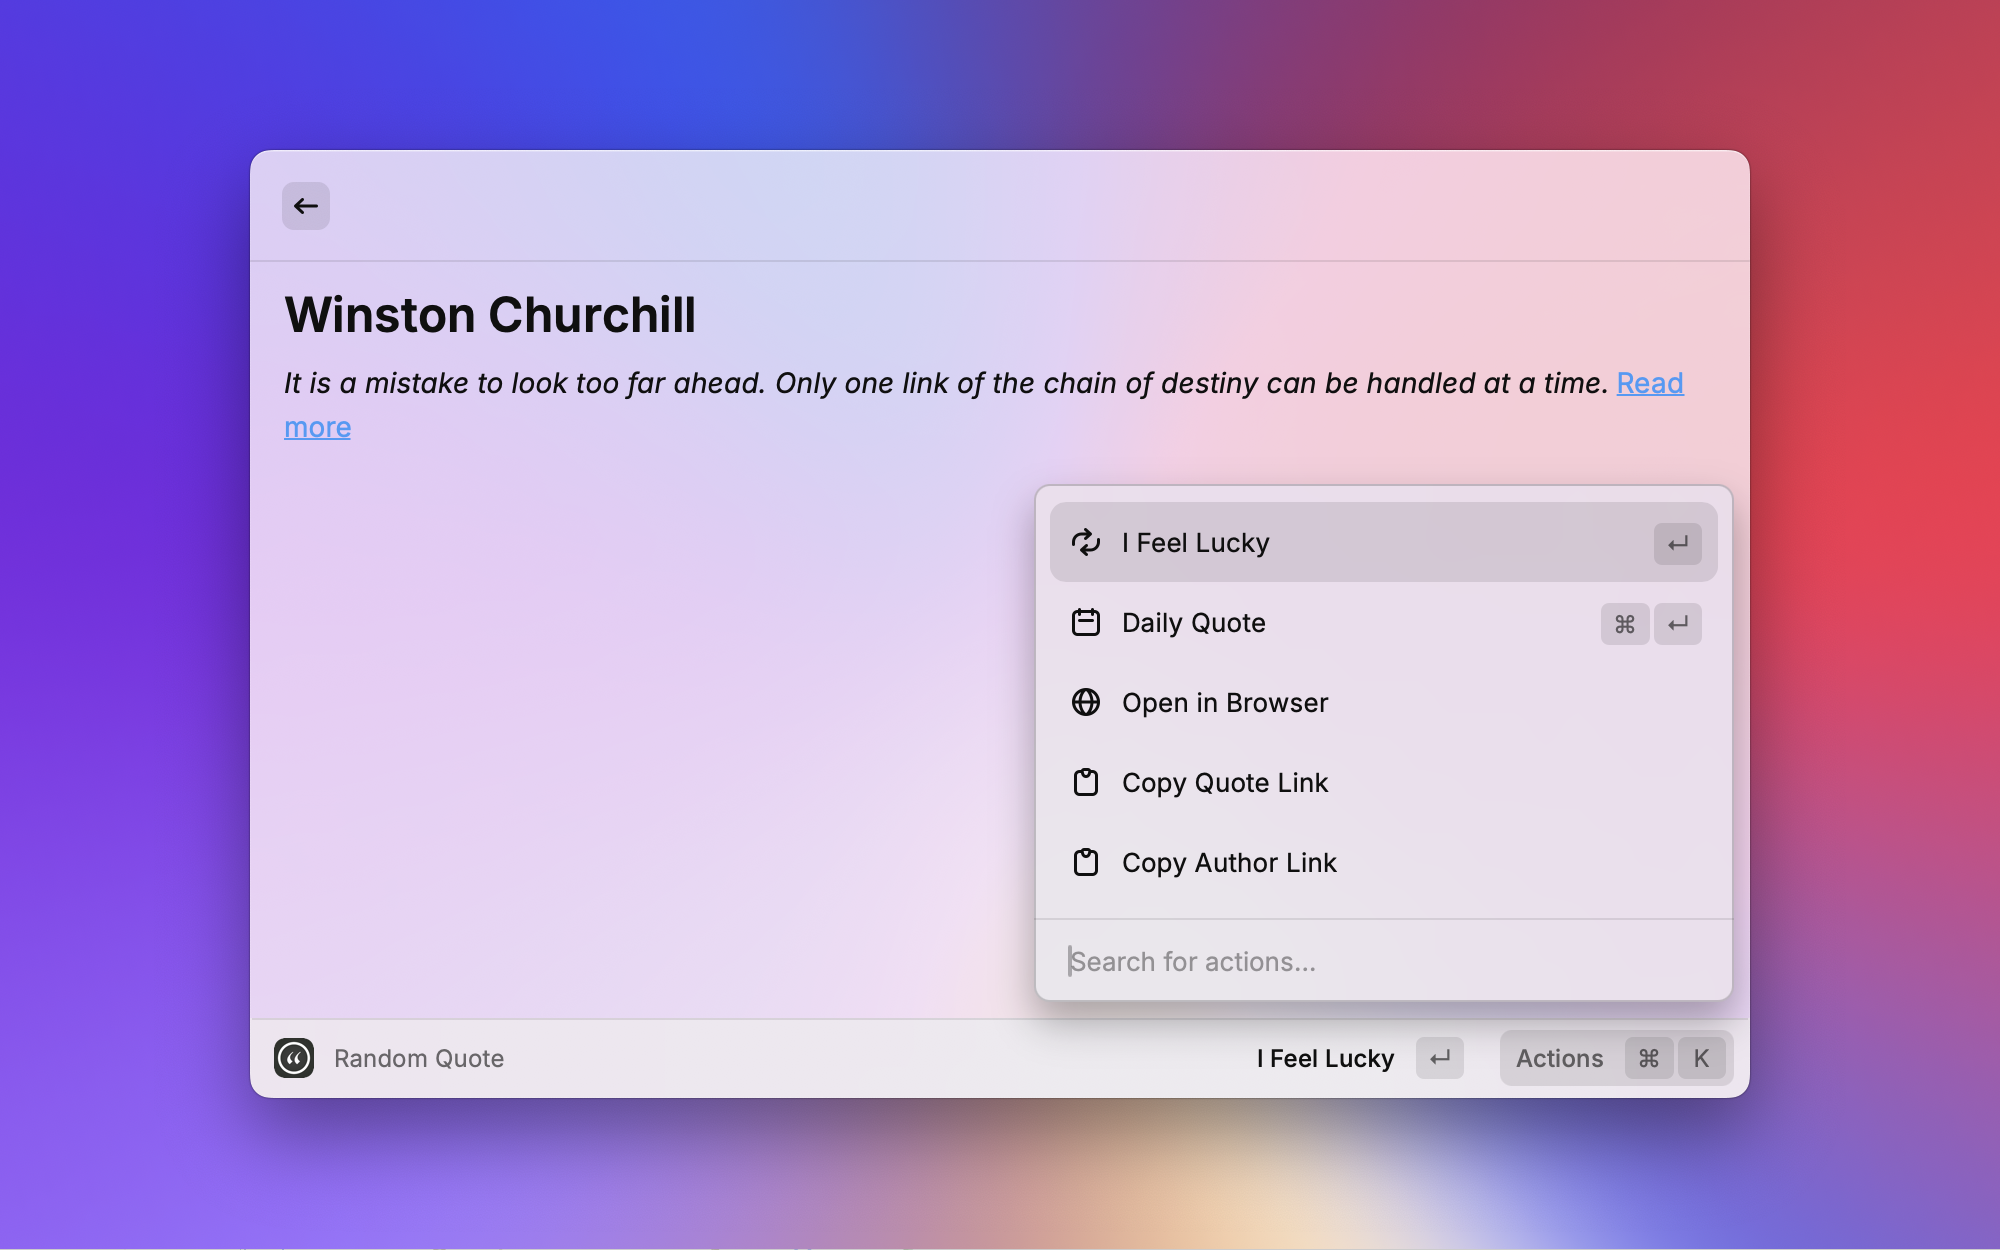 Winston Churchill
It is a mistake to look too far ahead. Only one link of the chain of destiny can be handled at a time. Read
more
I Feel Lucky ↵
Daily Quote ⌘ ↵
Open in Browser
Copy Quote Link
Copy Author Link
Search for actions...
Random Quote I Feel Lucky ↵ Actions ⌘ K